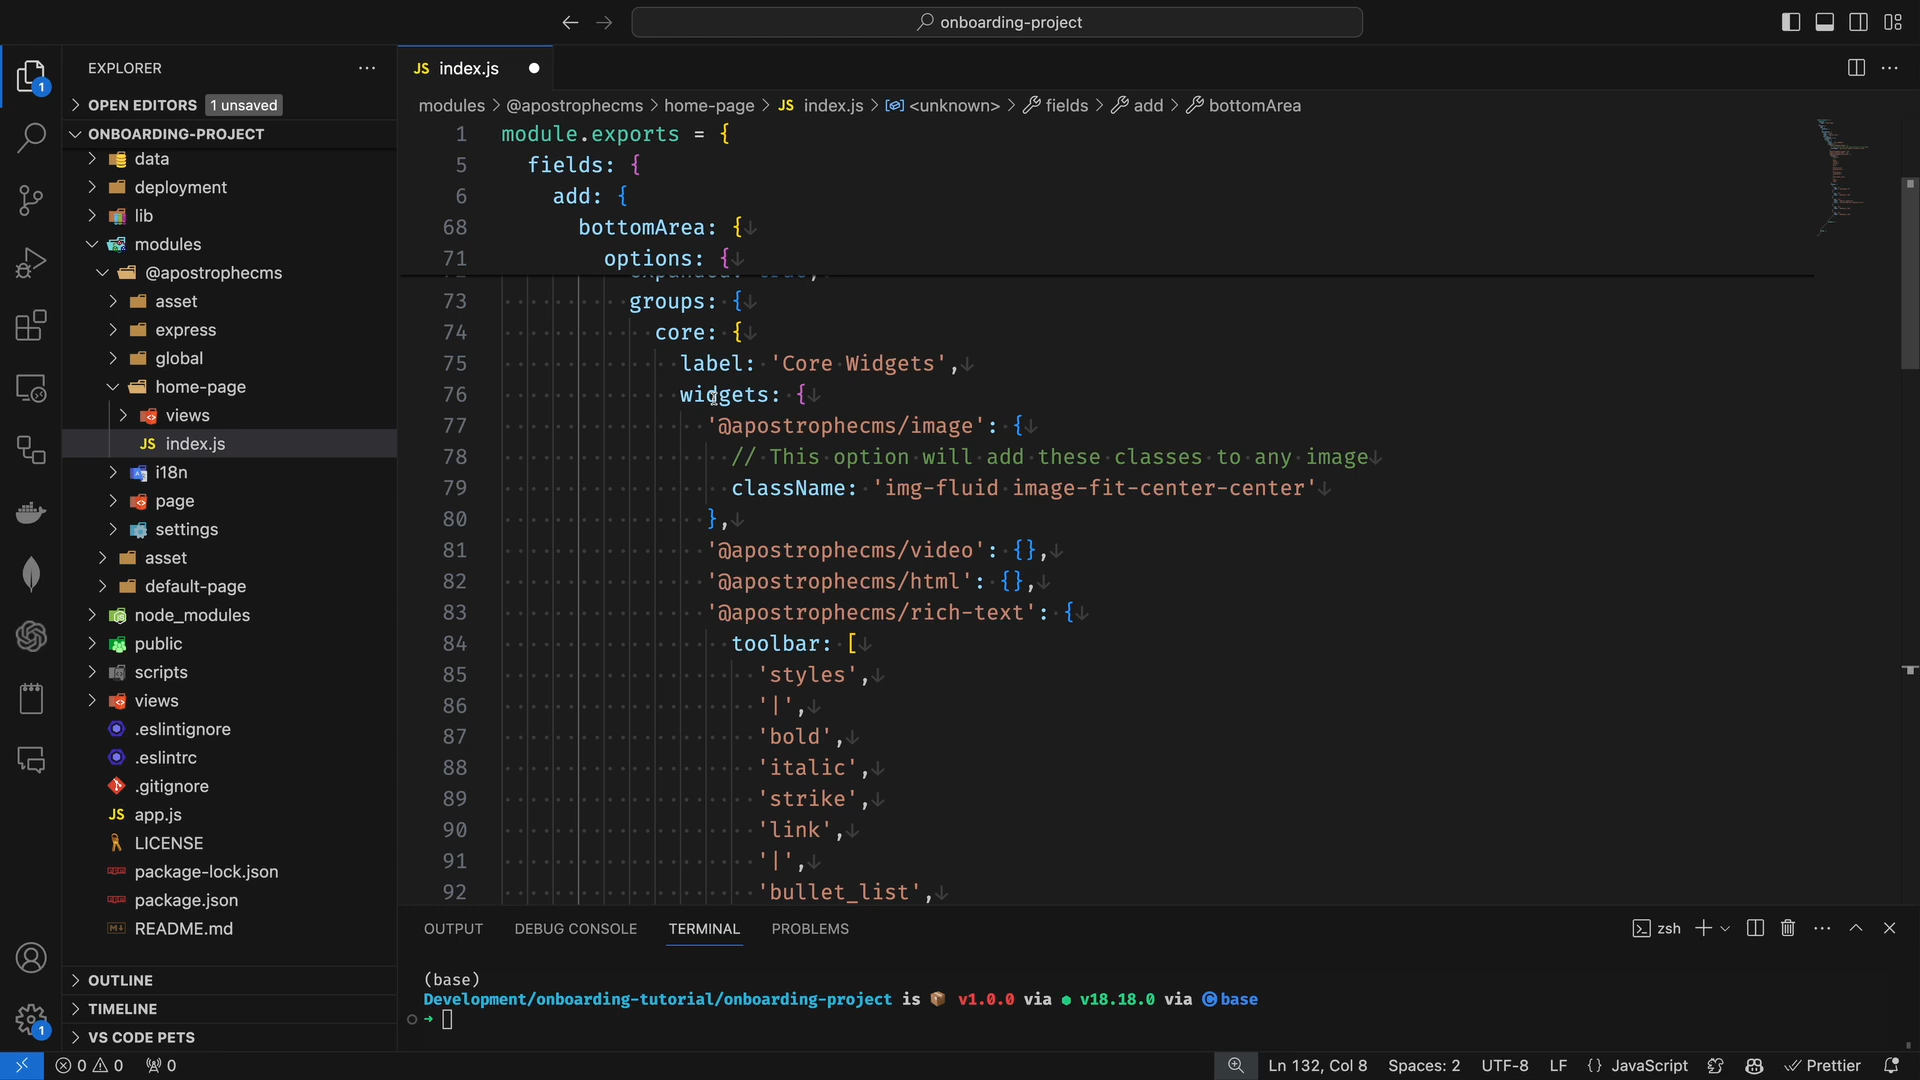 onboarding-project
EXPLORER
JS index.js
OPEN EDITORS 1 unsaved
modules > @apostrophecms > home-page > JS index.js > <unknown> > fields > add > bottomArea
ONBOARDING-PROJECT
data
deployment
lib
modules
@apostrophecms
asset
express
global
home-page
views
JS index.js
i18n
page
settings
asset
default-page
node_modules
public
scripts
views
.eslintignore
.eslintrc
.gitignore
JS app.js
LICENSE
package-lock.json
package.json
README.md
OUTLINE
TIMELINE
VS CODE PETS
1
1
1 module.exports = {
5 fields: {
6 add: {
68 bottomArea: {
71 options: {
73 groups: {
74 core: {
75 label: 'Core Widgets',
76 widgets: {
77 '@apostrophecms/image': {
78 // This option will add these classes to any image
79 className: 'img-fluid image-fit-center-center'
80 },
81 '@apostrophecms/video': {},
82 '@apostrophecms/html': {},
83 '@apostrophecms/rich-text': {
84 toolbar: [
85 'styles',
86 '|',
87 'bold',
88 'italic',
89 'strike',
90 'link',
91 '|',
92 'bullet_list',
OUTPUT DEBUG CONSOLE TERMINAL PROBLEMS
zsh
(base)
Development/onboarding-tutorial/onboarding-project is v1.0.0 via v18.18.0 via C base
0 0 0
Ln 132, Col 8 Spaces: 2 UTF-8 LF {} JavaScript Prettier